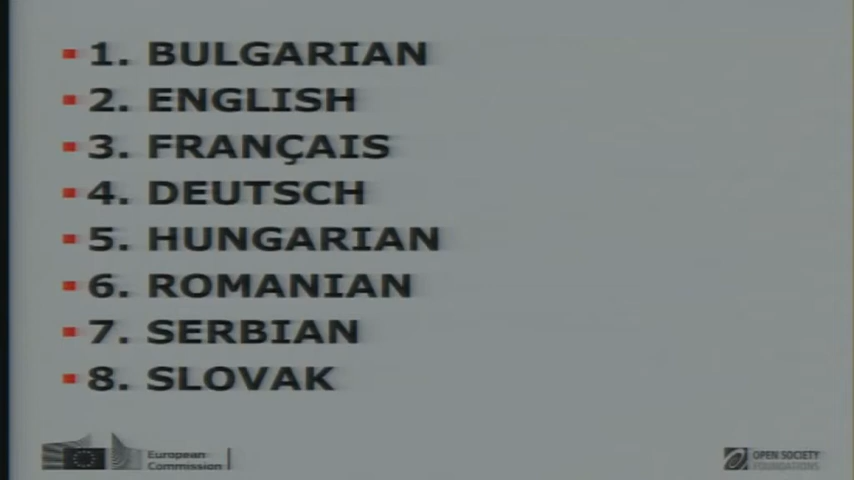 1. BULGARIAN
2. ENGLISH
3. FRANÇAIS
4. DEUTSCH
5. HUNGARIAN
6. ROMANIAN
7. SERBIAN
8. SLOVAK
European
Commission
OPEN SOCIETY
FOUNDATIONS